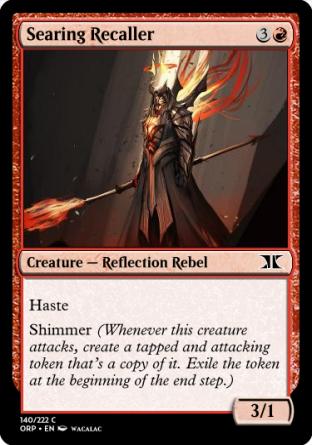 Searing Recaller 3
Creature — Reflection Rebel
Haste
Shimmer (Whenever this creature
attacks, create a tapped and attacking
token that's a copy of it. Exile the token
at the beginning of the end step.)
140/222 C
ORP • EN WACALAC
3/1